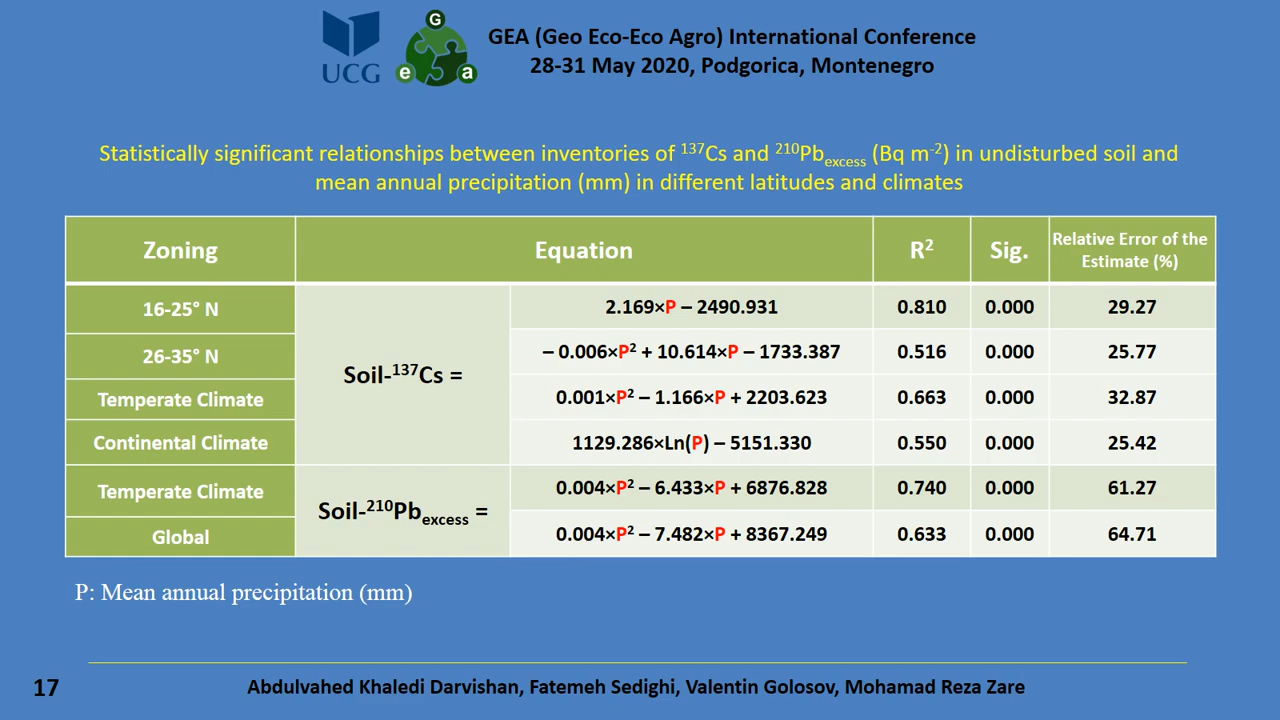 UCG
G
e
a
GEA (Geo Eco-Eco Agro) International Conference
28-31 May 2020, Podgorica, Montenegro
Statistically significant relationships between inventories of ¹³⁷Cs and ²¹⁰Pbexcess (Bq m⁻²) in undisturbed soil and
mean annual precipitation (mm) in different latitudes and climates
Zoning Equation R² Sig. Relative Error of the
Estimate (%)
16-25° N 2.169×P – 2490.931 0.810 0.000 29.27
26-35° N – 0.006×P² + 10.614×P – 1733.387 0.516 0.000 25.77
Soil-¹³⁷Cs =
Temperate Climate 0.001×P² – 1.166×P + 2203.623 0.663 0.000 32.87
Continental Climate 1129.286×Ln(P) – 5151.330 0.550 0.000 25.42
Temperate Climate 0.004×P² – 6.433×P + 6876.828 0.740 0.000 61.27
Soil-²¹⁰Pbexcess =
Global 0.004×P² – 7.482×P + 8367.249 0.633 0.000 64.71
P: Mean annual precipitation (mm)
17 Abdulvahed Khaledi Darvishan, Fatemeh Sedighi, Valentin Golosov, Mohamad Reza Zare